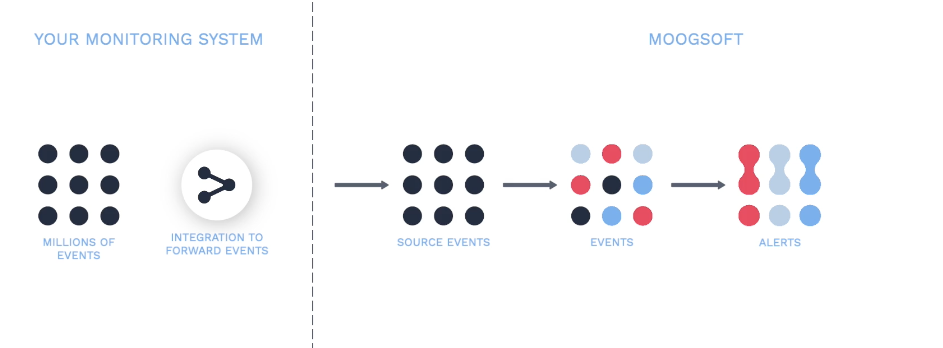 YOUR MONITORING SYSTEM
MOOGSOFT
MILLIONS OF
EVENTS
INTEGRATION TO
FORWARD EVENTS
SOURCE EVENTS
EVENTS
ALERTS